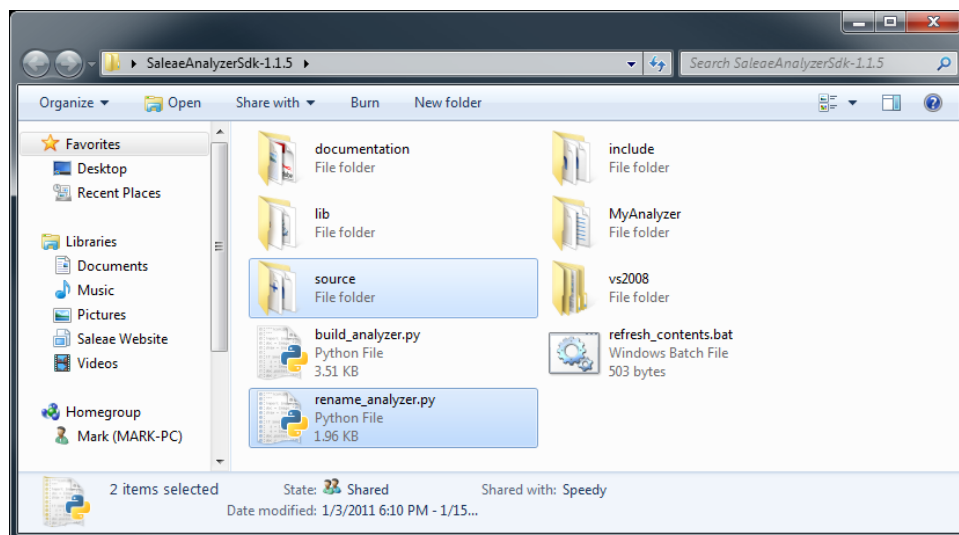 SaleaeAnalyzerSdk-1.1.5
Search SaleaeAnalyzerSdk-1.1.5
Organize
Open
Share with
Burn
New folder
Favorites
Desktop
Recent Places
Libraries
Documents
Music
Pictures
Saleae Website
Videos
Homegroup
Mark (MARK-PC)
documentation
File folder
include
File folder
lib
File folder
MyAnalyzer
File folder
source
File folder
vs2008
File folder
build_analyzer.py
Python File
3.51 KB
refresh_contents.bat
Windows Batch File
503 bytes
rename_analyzer.py
Python File
1.96 KB
2 items selected
State: Shared
Shared with: Speedy
Date modified: 1/3/2011 6:10 PM - 1/15...